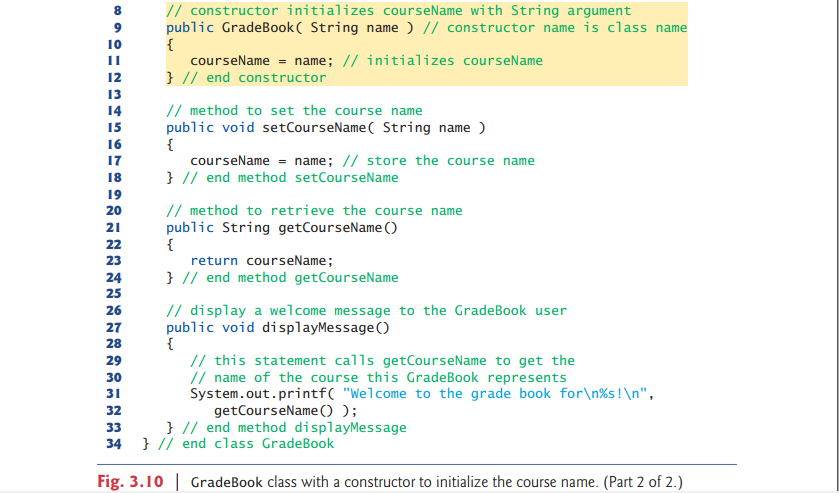 8 // constructor initializes courseName with String argument
9 public GradeBook( String name ) // constructor name is class name
10 {
11 courseName = name; // initializes courseName
12 } // end constructor
13
14 // method to set the course name
15 public void setCourseName( String name )
16 {
17 courseName = name; // store the course name
18 } // end method setCourseName
19
20 // method to retrieve the course name
21 public String getCourseName()
22 {
23 return courseName;
24 } // end method getCourseName
25
26 // display a welcome message to the GradeBook user
27 public void displayMessage()
28 {
29 // this statement calls getCourseName to get the
30 // name of the course this GradeBook represents
31 System.out.printf( "Welcome to the grade book for\n%s!\n",
32 getCourseName() );
33 } // end method displayMessage
34 } // end class GradeBook
Fig. 3.10 | GradeBook class with a constructor to initialize the course name. (Part 2 of 2.)